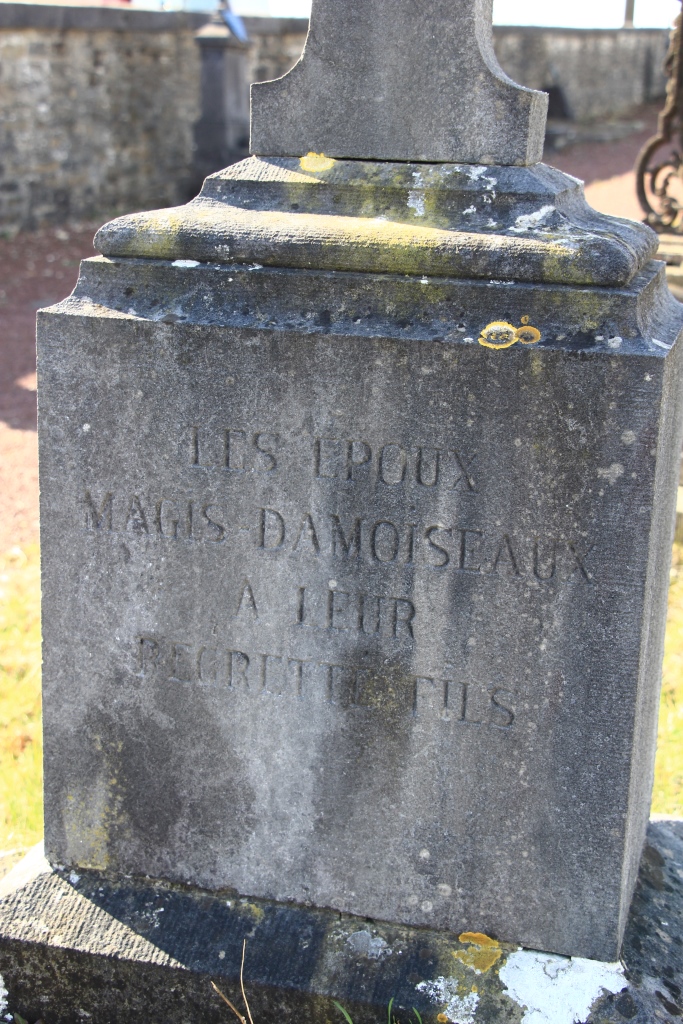 LES EPOUX
MAGIS DAMOISEAUX
A LEUR
REGRETTE FILS